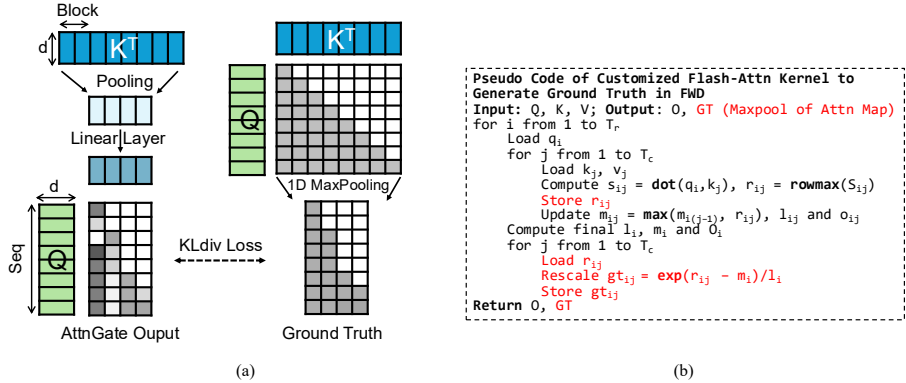 Block
d
K^T
Pooling
Linear Layer
d
Seq
Q
AttnGate Ouput
KLdiv Loss
K^T
Q
1D MaxPooling
Ground Truth
(a)
Pseudo Code of Customized Flash-Attn Kernel to
Generate Ground Truth in FWD
Input: Q, K, V; Output: O, GT (Maxpool of Attn Map)
for i from 1 to T_r
Load q_i
for j from 1 to T_c
Load k_j, v_j
Compute s_ij = dot(q_i,k_j), r_ij = rowmax(S_ij)
Store r_ij
Update m_ij = max(m_i(j-1), r_ij), l_ij and o_ij
Compute final l_i, m_i and O_i
for j from 1 to T_c
Load r_ij
Rescale gt_ij = exp(r_ij – m_i)/l_i
Store gt_ij
Return O, GT
(b)